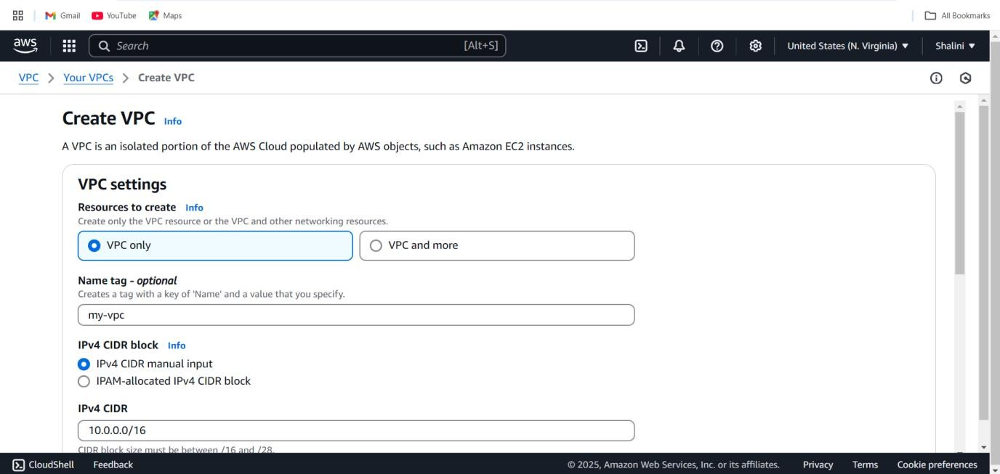 Gmail YouTube Maps All Bookmarks
aws Search [Alt+S] United States (N. Virginia) Shalini
VPC > Your VPCs > Create VPC
Create VPC Info
A VPC is an isolated portion of the AWS Cloud populated by AWS objects, such as Amazon EC2 instances.
VPC settings
Resources to create Info
Create only the VPC resource or the VPC and other networking resources.
VPC only VPC and more
Name tag - optional
Creates a tag with a key of 'Name' and a value that you specify.
my-vpc
IPv4 CIDR block Info
IPv4 CIDR manual input
IPAM-allocated IPv4 CIDR block
IPv4 CIDR
10.0.0.0/16
CIDR block size must be between /16 and /28.
CloudShell Feedback © 2025, Amazon Web Services, Inc. or its affiliates. Privacy Terms Cookie preferences